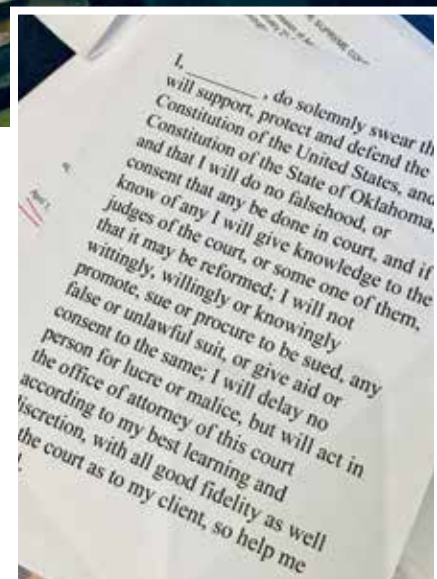 SUPREME COURT
I, , do solemnly swear th
will support, protect and defend the
Constitution of the United States, and
Constitution of the State of Oklahoma,
and that I will do no falsehood, or
consent that any be done in court, and if
know of any I will give knowledge to the
judges of the court, or some one of them,
that it may be reformed; I will not
wittingly, willingly or knowingly
promote, sue or procure to be sued, any
false or unlawful suit, or give aid or
consent to the same; I will delay no
person for lucre or malice, but will act in
the office of attorney of this court
according to my best learning and
iscretion, with all good fidelity as well
the court as to my client, so help me